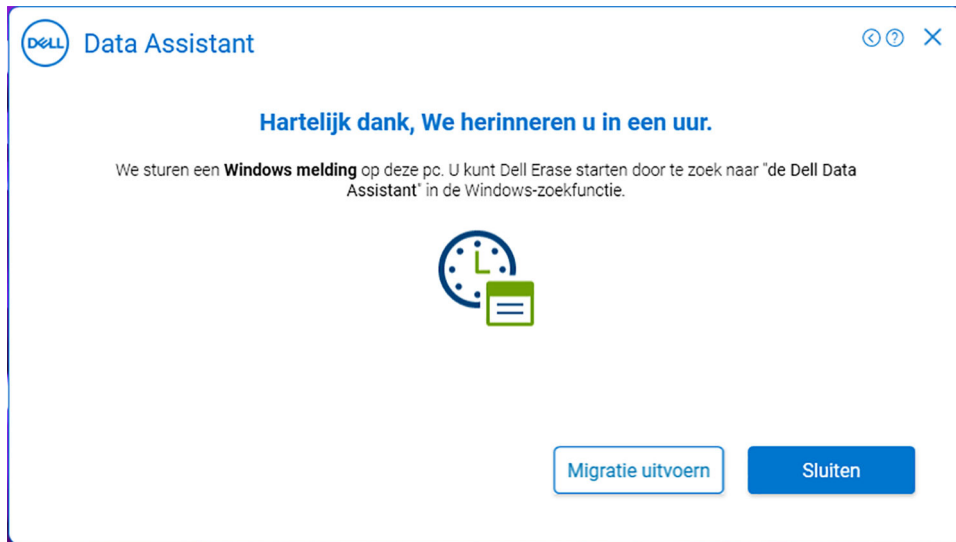 DELL Data Assistant
Hartelijk dank, We herinneren u in een uur.
We sturen een Windows melding op deze pc. U kunt Dell Erase starten door te zoek naar "de Dell Data
Assistant" in de Windows-zoekfunctie.
Migratie uitvoern Sluiten